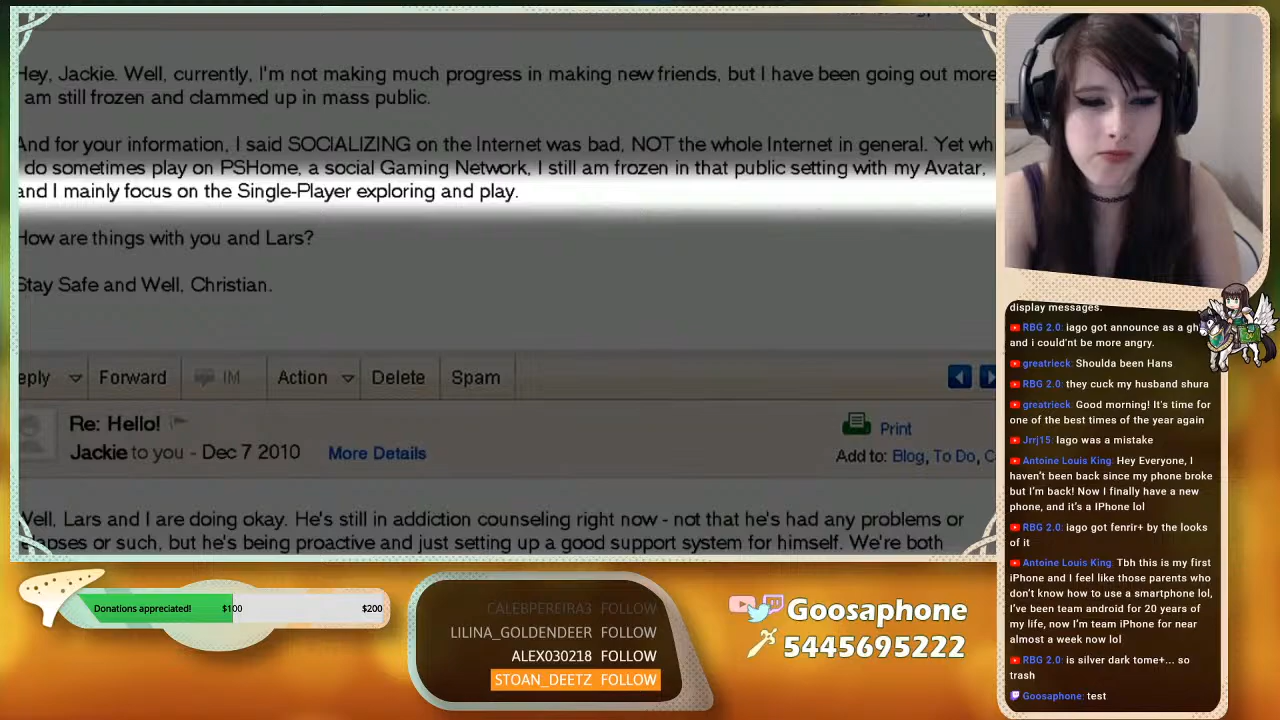 Hey, Jackie. Well, currently, I'm not making much progress in making new friends, but I have been going out more
am still frozen and clammed up in mass public.
And for your information, I said SOCIALIZING on the Internet was bad, NOT the whole Internet in general. Yet wh
do sometimes play on PSHome, a social Gaming Network, I still am frozen in that public setting with my Avatar,
and I mainly focus on the Single-Player exploring and play.
How are things with you and Lars?
Stay Safe and Well, Christian.
eply Forward IM Action Delete Spam
Re: Hello!
Print
Jackie to you - Dec 7 2010 More Details
Add to: Blog, To Do, C
Well, Lars and I are doing okay. He's still in addiction counseling right now - not that he's had any problems or
apses or such, but he's being proactive and just setting up a good support system for himself. We're both
display messages.
RBG 2.0: iago got announce as a gh
and i could'nt be more angry.
greatrieck: Shoulda been Hans
RBG 2.0: they cuck my husband shura
greatrieck: Good morning! It's time for
one of the best times of the year again
Jrrj15: Iago was a mistake
Antoine Louis King: Hey Everyone, I
haven't been back since my phone broke
but I'm back! Now I finally have a new
phone, and it's a IPhone lol
RBG 2.0: iago got fenrir+ by the looks
of it
Antoine Louis King: Tbh this is my first
iPhone and I feel like those parents who
don't know how to use a smartphone lol,
I've been team android for 20 years of
my life, now I'm team iPhone for near
almost a week now lol
RBG 2.0: is silver dark tome+... so
trash
Goosaphone: test
Donations appreciated! $100 $200
CALEBPEREIRA3 FOLLOW
LILINA_GOLDENDEER FOLLOW
ALEX030218 FOLLOW
STOAN_DEETZ FOLLOW
Goosaphone
5445695222